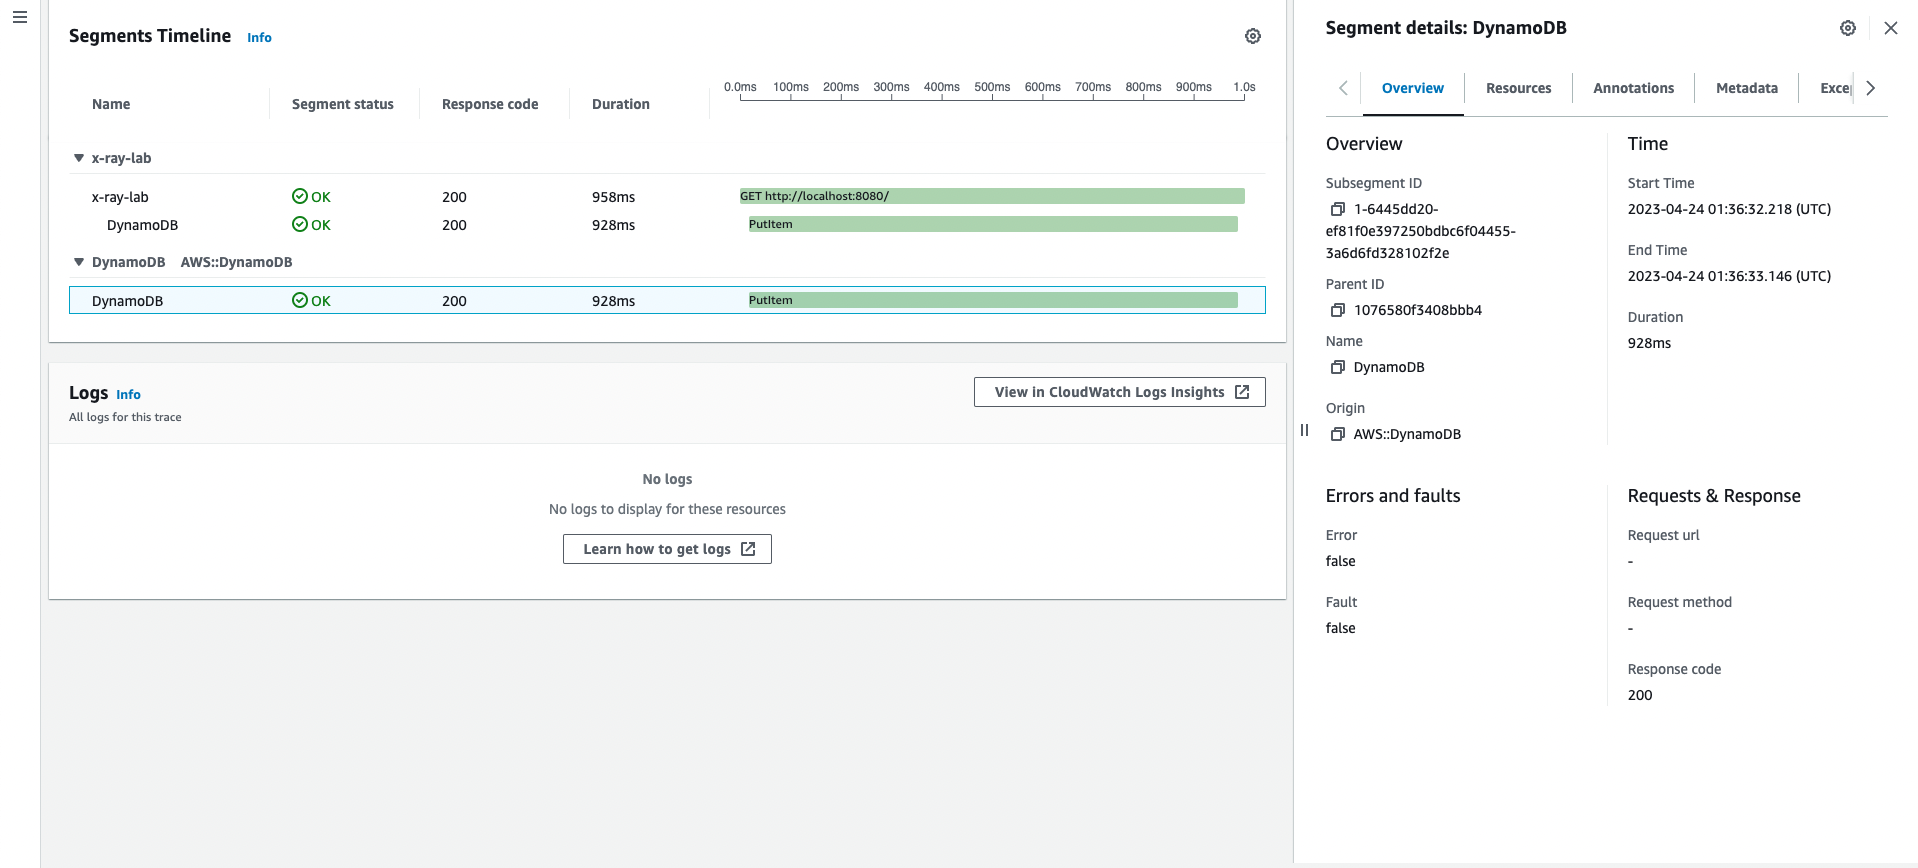 Segments Timeline Info
Name Segment status Response code Duration 0.0ms 100ms 200ms 300ms 400ms 500ms 600ms 700ms 800ms 900ms 1.0s
x-ray-lab
x-ray-lab OK 200 958ms GET http://localhost:8080/
DynamoDB OK 200 928ms PutItem
DynamoDB AWS::DynamoDB
DynamoDB OK 200 928ms PutItem
Logs Info
All logs for this trace
View in CloudWatch Logs Insights
No logs
No logs to display for these resources
Learn how to get logs
Segment details: DynamoDB
Overview Resources Annotations Metadata Exce
Overview
Subsegment ID
1-6445dd20-
ef81f0e397250bdbc6f04455-
3a6d6fd328102f2e
Parent ID
1076580f3408bbb4
Name
DynamoDB
Origin
AWS::DynamoDB
Time
Start Time
2023-04-24 01:36:32.218 (UTC)
End Time
2023-04-24 01:36:33.146 (UTC)
Duration
928ms
Errors and faults
Error
false
Fault
false
Requests & Response
Request url
-
Request method
-
Response code
200